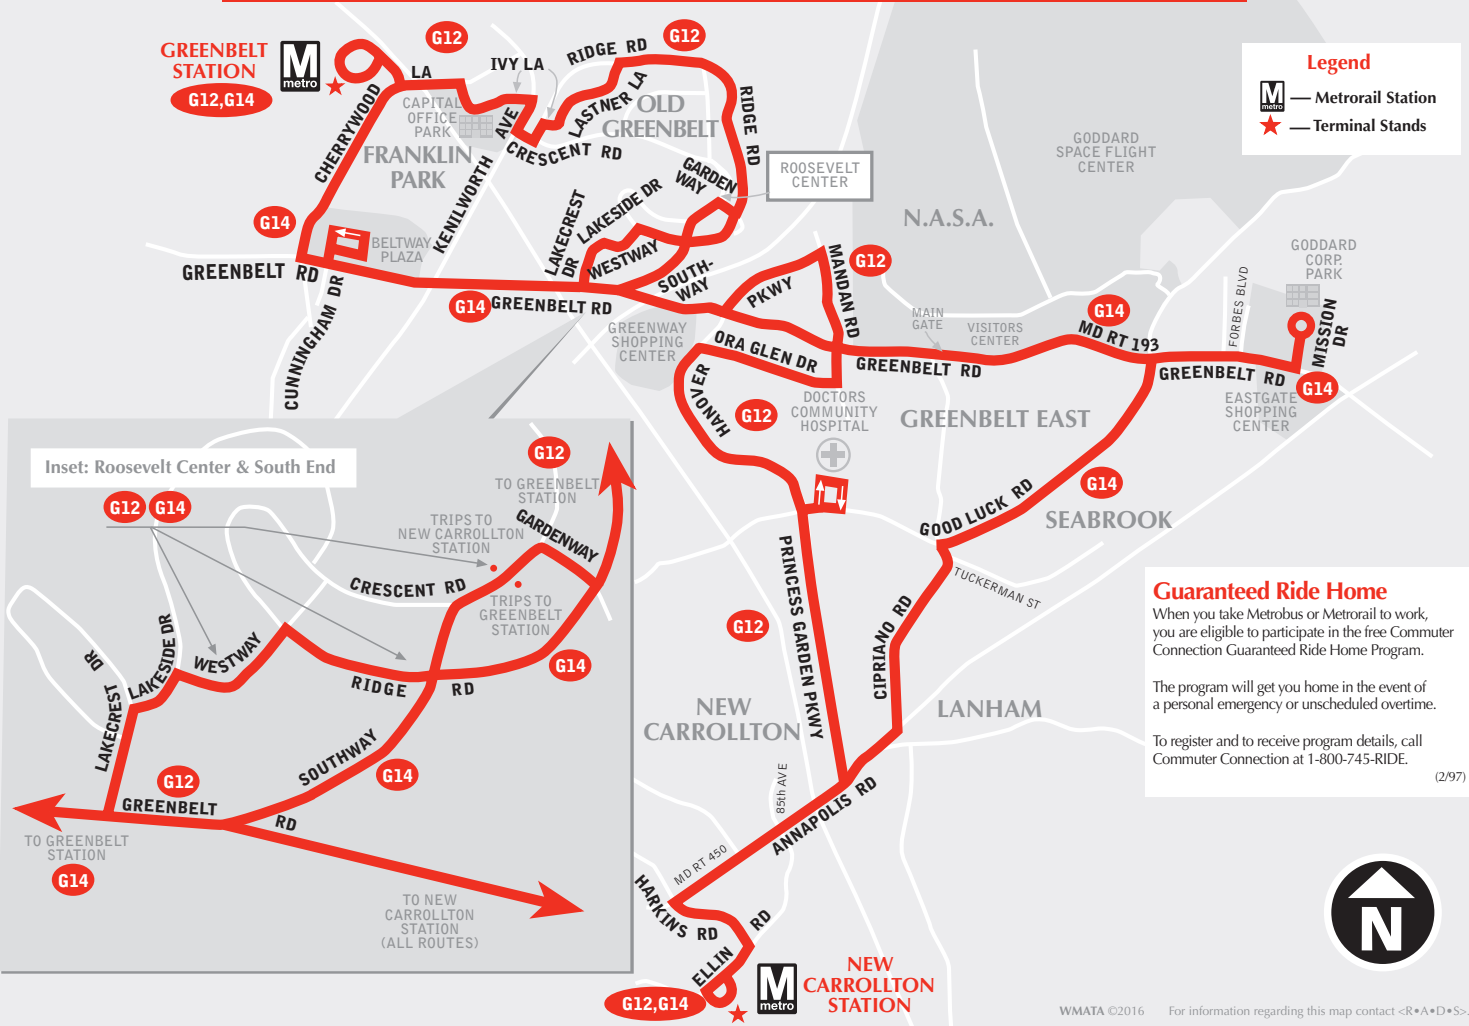 GREENBELT
STATION
G12,G14
M
metro
G12
LA
IVY LA
RIDGE RD
G12
Legend
M
metro
Metrorail Station
Terminal Stands
CHERRYWOOD
CAPITAL
OFFICE
PARK
AVE
LASTNER LA
OLD
GREENBELT
RIDGE RD
CRESCENT RD
FRANKLIN
PARK
KENILWORTH
GARDEN
WAY
ROOSEVELT
CENTER
GODDARD
SPACE FLIGHT
CENTER
N.A.S.A.
G14
BELTWAY
PLAZA
LAKECREST
DR
LAKESIDE DR
WESTWAY
SOUTH-
WAY
GREENBELT RD
CUNNINGHAM DR
G14
GREENBELT RD
PKWY
MANDAN RD
G12
GODDARD
CORP.
PARK
FORBES BLVD
MISSION
DR
GREENWAY
SHOPPING
CENTER
MAIN
GATE
VISITORS
CENTER
G14
MD RT 193
ORA GLEN DR
GREENBELT RD
GREENBELT RD
G14
EASTGATE
SHOPPING
CENTER
HANOVER
G12
DOCTORS
COMMUNITY
HOSPITAL
GREENBELT EAST
G14
SEABROOK
GOOD LUCK RD
TUCKERMAN ST
PRINCESS GARDEN PKWY
G12
CIPRIANO RD
NEW
CARROLLTON
LANHAM
85th AVE
ANNAPOLIS RD
MD RT 450
HARKINS RD
ELLIN RD
G12,G14
M
metro
NEW
CARROLLTON
STATION
Inset: Roosevelt Center & South End
G12 G14
G12
TO GREENBELT
STATION
TRIPS TO
NEW CARROLLTON
STATION
GARDENWAY
CRESCENT RD
TRIPS TO
GREENBELT
STATION
LAKECREST DR
LAKESIDE DR
WESTWAY
RIDGE RD
G14
SOUTHWAY
G14
G12
GREENBELT RD
TO GREENBELT
STATION
G14
TO NEW
CARROLLTON
STATION
(ALL ROUTES)
Guaranteed Ride Home
When you take Metrobus or Metrorail to work,
you are eligible to participate in the free Commuter
Connection Guaranteed Ride Home Program.
The program will get you home in the event of
a personal emergency or unscheduled overtime.
To register and to receive program details, call
Commuter Connection at 1-800-745-RIDE.
(2/97)
N
WMATA ©2016 For information regarding this map contact <R•A•D•S>.